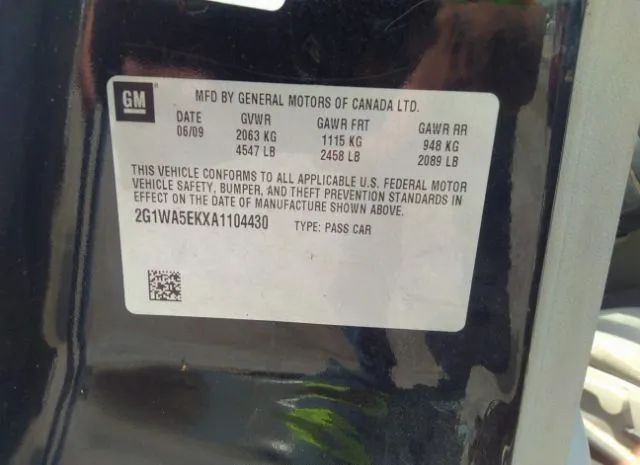 GM ®
MFD BY GENERAL MOTORS OF CANADA LTD.
DATE GVWR GAWR FRT GAWR RR
06/09 2063 KG 1115 KG 948 KG
4547 LB 2458 LB 2089 LB
THIS VEHICLE CONFORMS TO ALL APPLICABLE U.S. FEDERAL MOTOR
VEHICLE SAFETY, BUMPER, AND THEFT PREVENTION STANDARDS IN
EFFECT ON THE DATE OF MANUFACTURE SHOWN ABOVE.
2G1WA5EKXA1104430 TYPE: PASS CAR